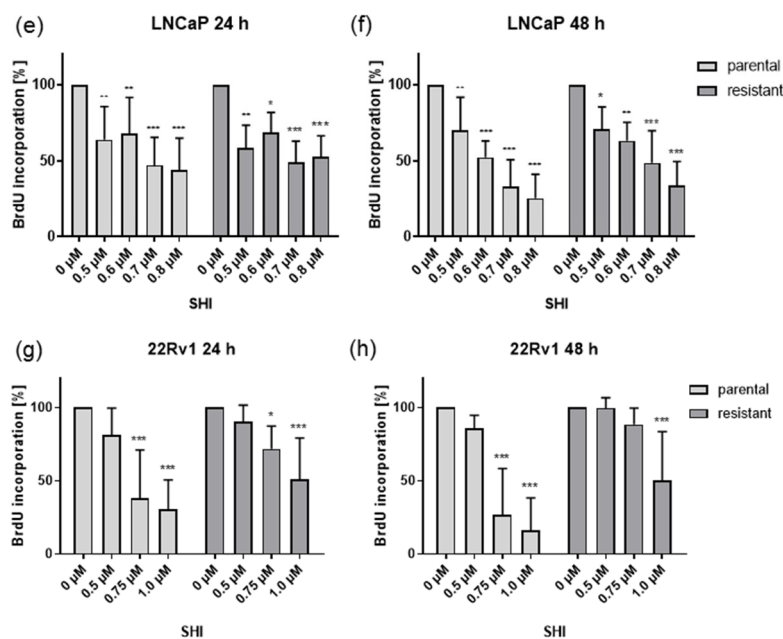 (e) LNCaP 24 h
BrdU incorporation [%]
100
50
0
** ** *** *** ** * *** ***
0 µM 0.5 µM 0.6 µM 0.7 µM 0.8 µM 0 µM 0.5 µM 0.6 µM 0.7 µM 0.8 µM
SHI
(f) LNCaP 48 h
BrdU incorporation [%]
100
50
0
** *** *** *** * ** *** ***
0 µM 0.5 µM 0.6 µM 0.7 µM 0.8 µM 0 µM 0.5 µM 0.6 µM 0.7 µM 0.8 µM
SHI
parental
resistant
(g) 22Rv1 24 h
BrdU incorporation [%]
100
50
0
*** *** * ***
0 µM 0.5 µM 0.75 µM 1.0 µM 0 µM 0.5 µM 0.75 µM 1.0 µM
SHI
(h) 22Rv1 48 h
BrdU incorporation [%]
100
50
0
*** *** ***
0 µM 0.5 µM 0.75 µM 1.0 µM 0 µM 0.5 µM 0.75 µM 1.0 µM
SHI
parental
resistant